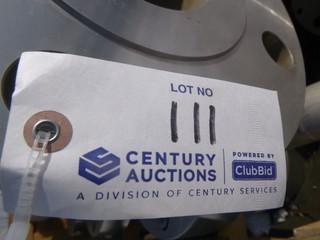 LOT NO
111
CENTURY AUCTIONS
POWERED BY
ClubBid
A DIVISION OF CENTURY SERVICES